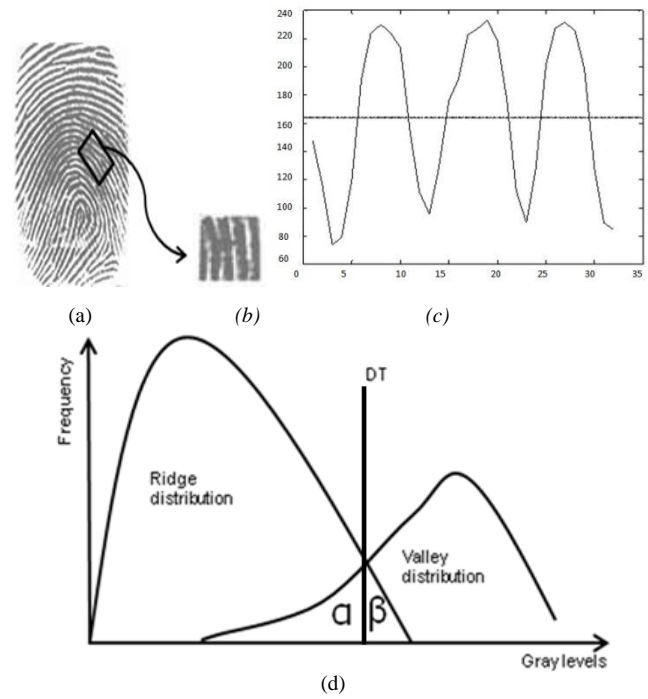 240
220
200
180
160
140
120
100
80
60
0 5 10 15 20 25 30 35
(a) (b) (c)
DT
Frequency
Ridge
distribution
Valley
distribution
α β
Gray levels
(d)